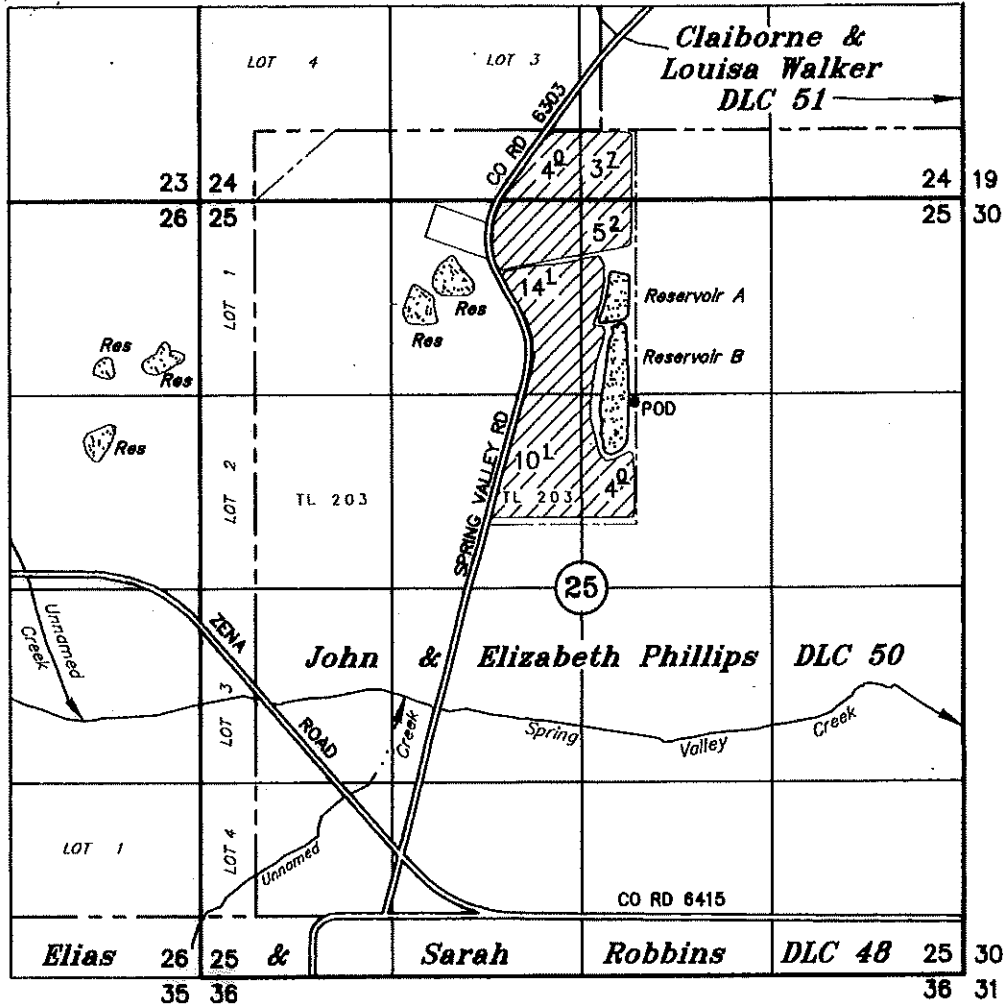 Claiborne &
Louisa Walker
DLC 51
LOT 4
LOT 3
CO RD 6303
4.0
3.7
23 24
24 19
26 25
25 30
5.2
LOT 1
14.1
Reservoir A
Res
Res
Res
Res
Reservoir B
POD
Res
LOT 2
10.1
TL 203
TL 203
4.0
SPRING VALLEY RD
25
Unnamed
Creek
ZENA
ROAD
John & Elizabeth Phillips DLC 50
LOT 3
Creek
Spring Valley Creek
LOT 1
LOT 4
Unnamed
CO RD 6415
Elias 26 25 & Sarah Robbins DLC 48 25 30
35 36
36 31